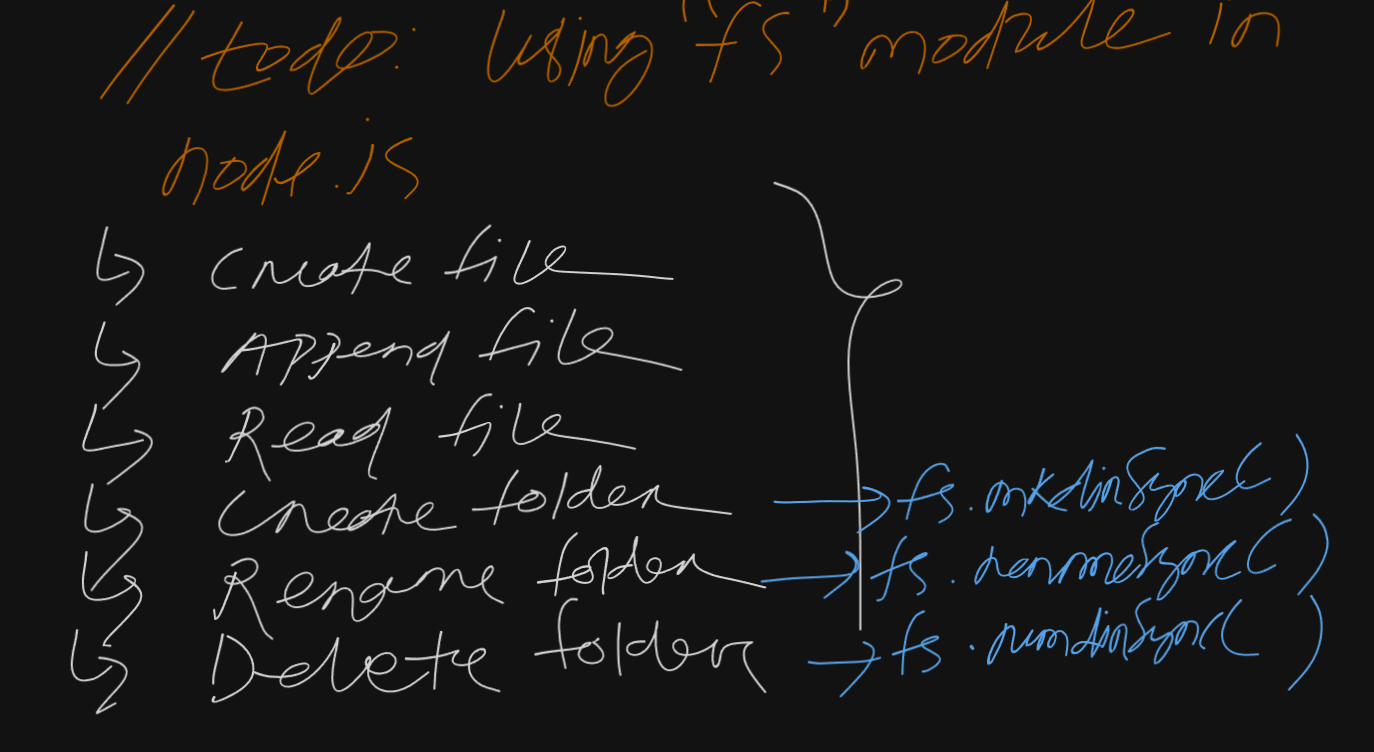 //todo: Using "fs" module in
node.js
↳ Create file
↳ Append file
↳ Read file
↳ Create folder → fs.mkdirSync()
↳ Rename folder → fs.renameSync()
↳ Delete folder → fs.rmdirSync()